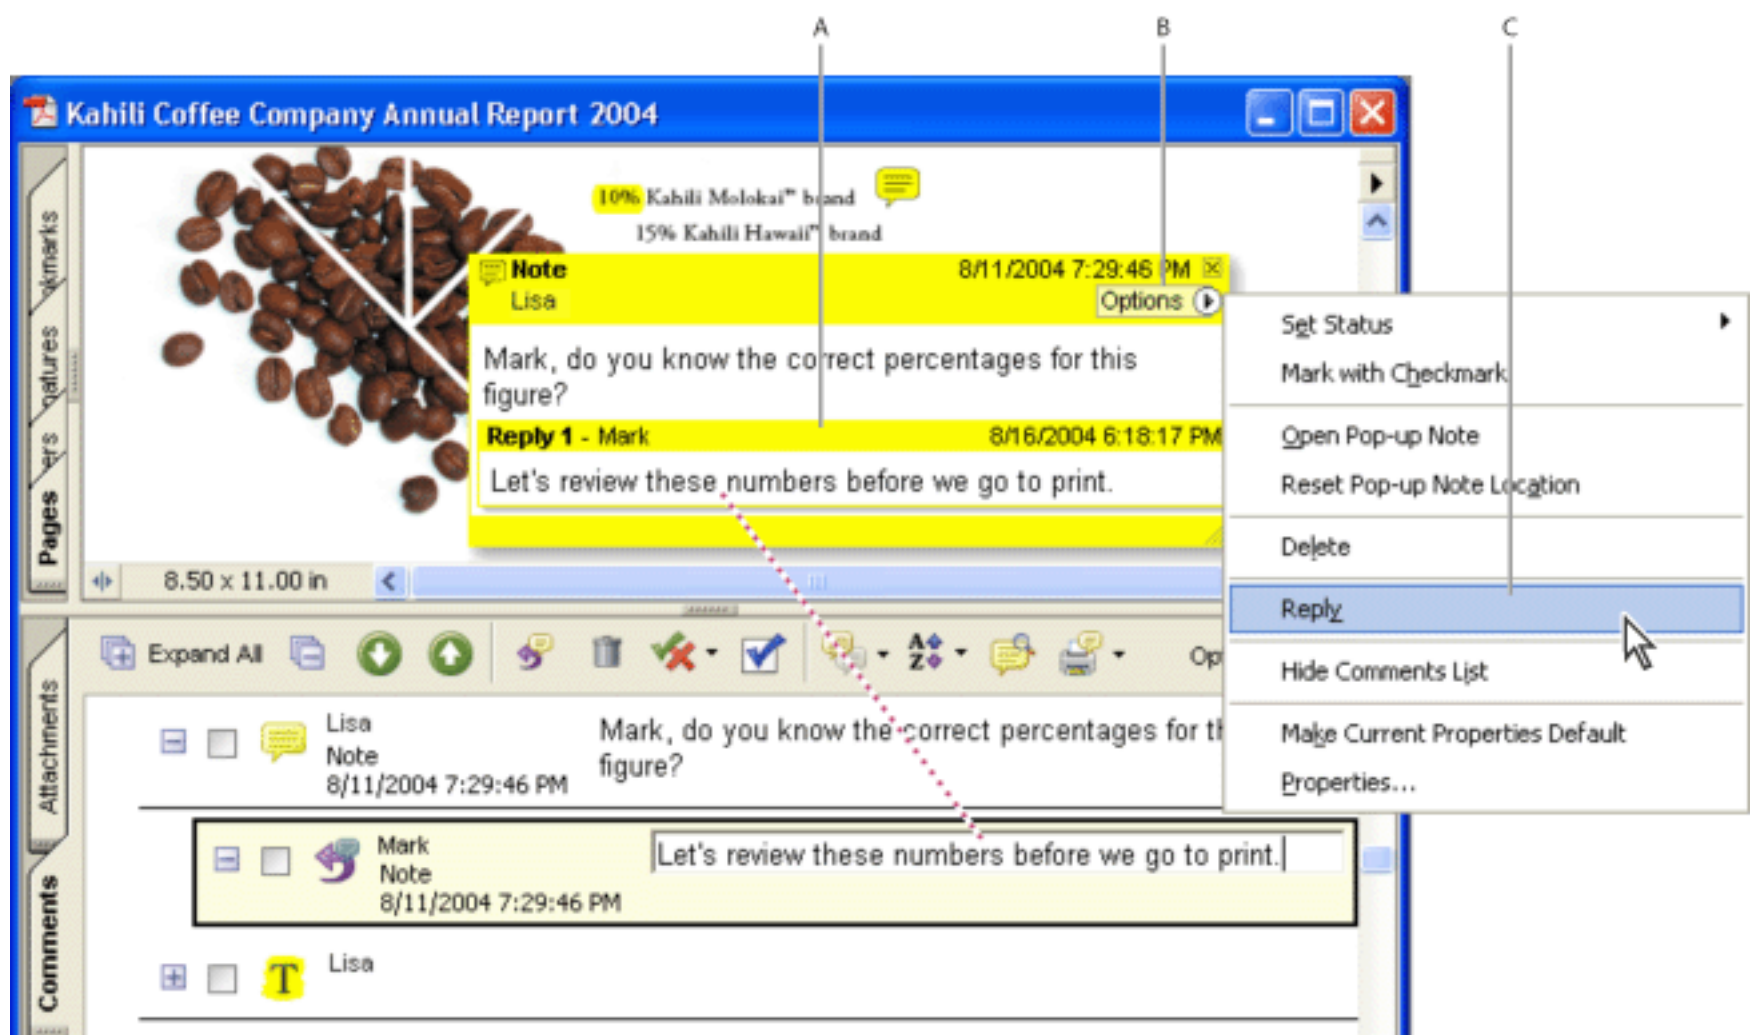 A B C
Kahili Coffee Company Annual Report 2004
10% Kahili Molokai™ brand
15% Kahili Hawaii™ brand
Note 8/11/2004 7:29:46 PM
Lisa Options
Mark, do you know the correct percentages for this
figure?
Reply 1 - Mark 8/16/2004 6:18:17 PM
Let's review these numbers before we go to print.
Set Status
Mark with Checkmark
Open Pop-up Note
Reset Pop-up Note Location
Delete
Reply
Hide Comments List
Make Current Properties Default
Properties...
Pages
8.50 x 11.00 in
Expand All
A
Z
Attachments
Comments
Lisa
Note
8/11/2004 7:29:46 PM
Mark, do you know the correct percentages for th
figure?
Mark
Note
8/11/2004 7:29:46 PM
Let's review these numbers before we go to print.
T Lisa